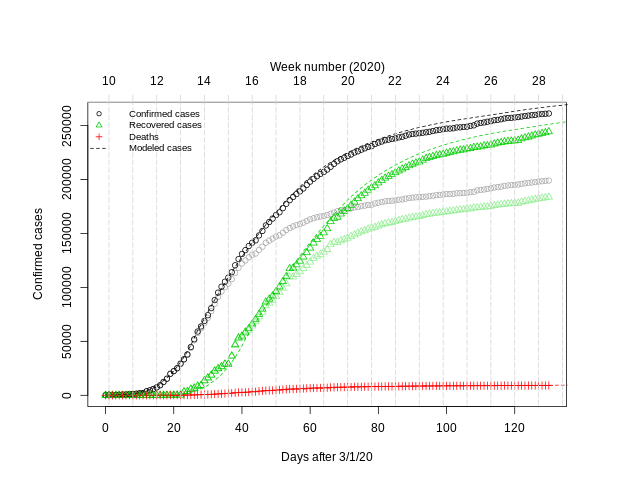 Week number (2020)
10 12 14 16 18 20 22 24 26 28
Confirmed cases
Recovered cases
Deaths
Modeled cases
Confirmed cases
250000
200000
150000
100000
50000
0
0 20 40 60 80 100 120
Days after 3/1/20